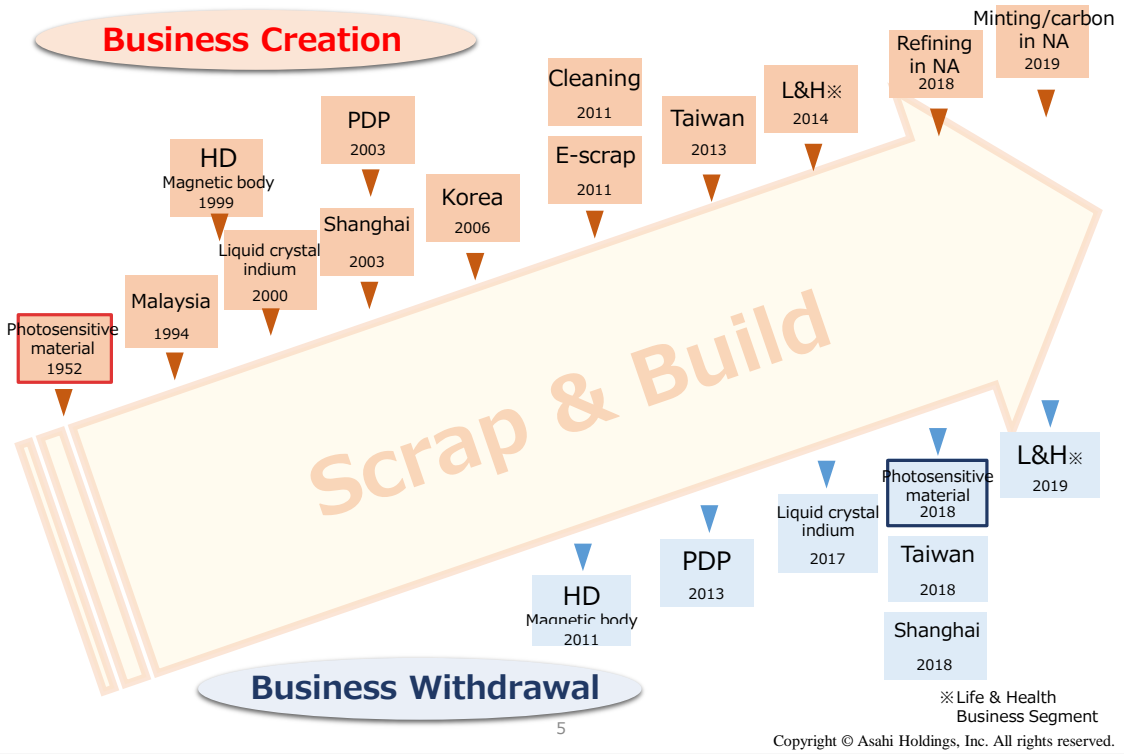 Business Creation
Minting/carbon
in NA
2019
Refining
in NA
2018
L&H※
2014
Cleaning
2011
Taiwan
2013
E-scrap
2011
PDP
2003
HD
Magnetic body
1999
Korea
2006
Shanghai
2003
Liquid crystal
indium
2000
Malaysia
1994
Photosensitive
material
1952
Scrap & Build
L&H※
2019
Photosensitive
material
2018
Liquid crystal
indium
2017
Taiwan
2018
PDP
2013
HD
Magnetic body
2011
Shanghai
2018
Business Withdrawal
※Life & Health
Business Segment
5
Copyright © Asahi Holdings, Inc. All rights reserved.